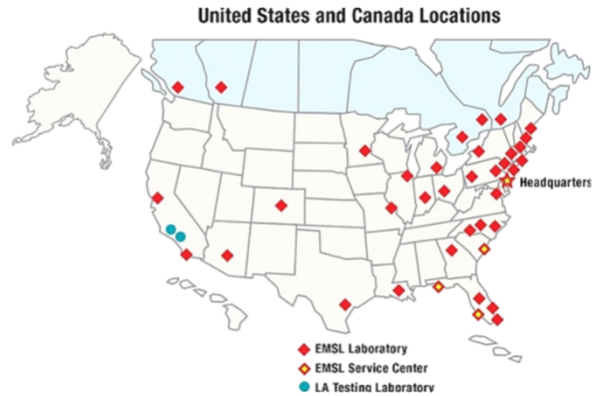 United States and Canada Locations
Headquarters
EMSL Laboratory
EMSL Service Center
LA Testing Laboratory